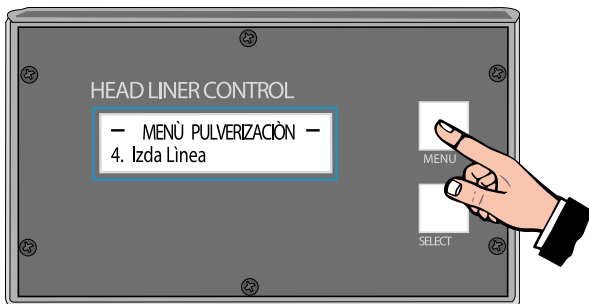 HEAD LINER CONTROL
– MENÙ PULVERIZACIÒN –
4. Izda Lìnea
MENU
SELECT